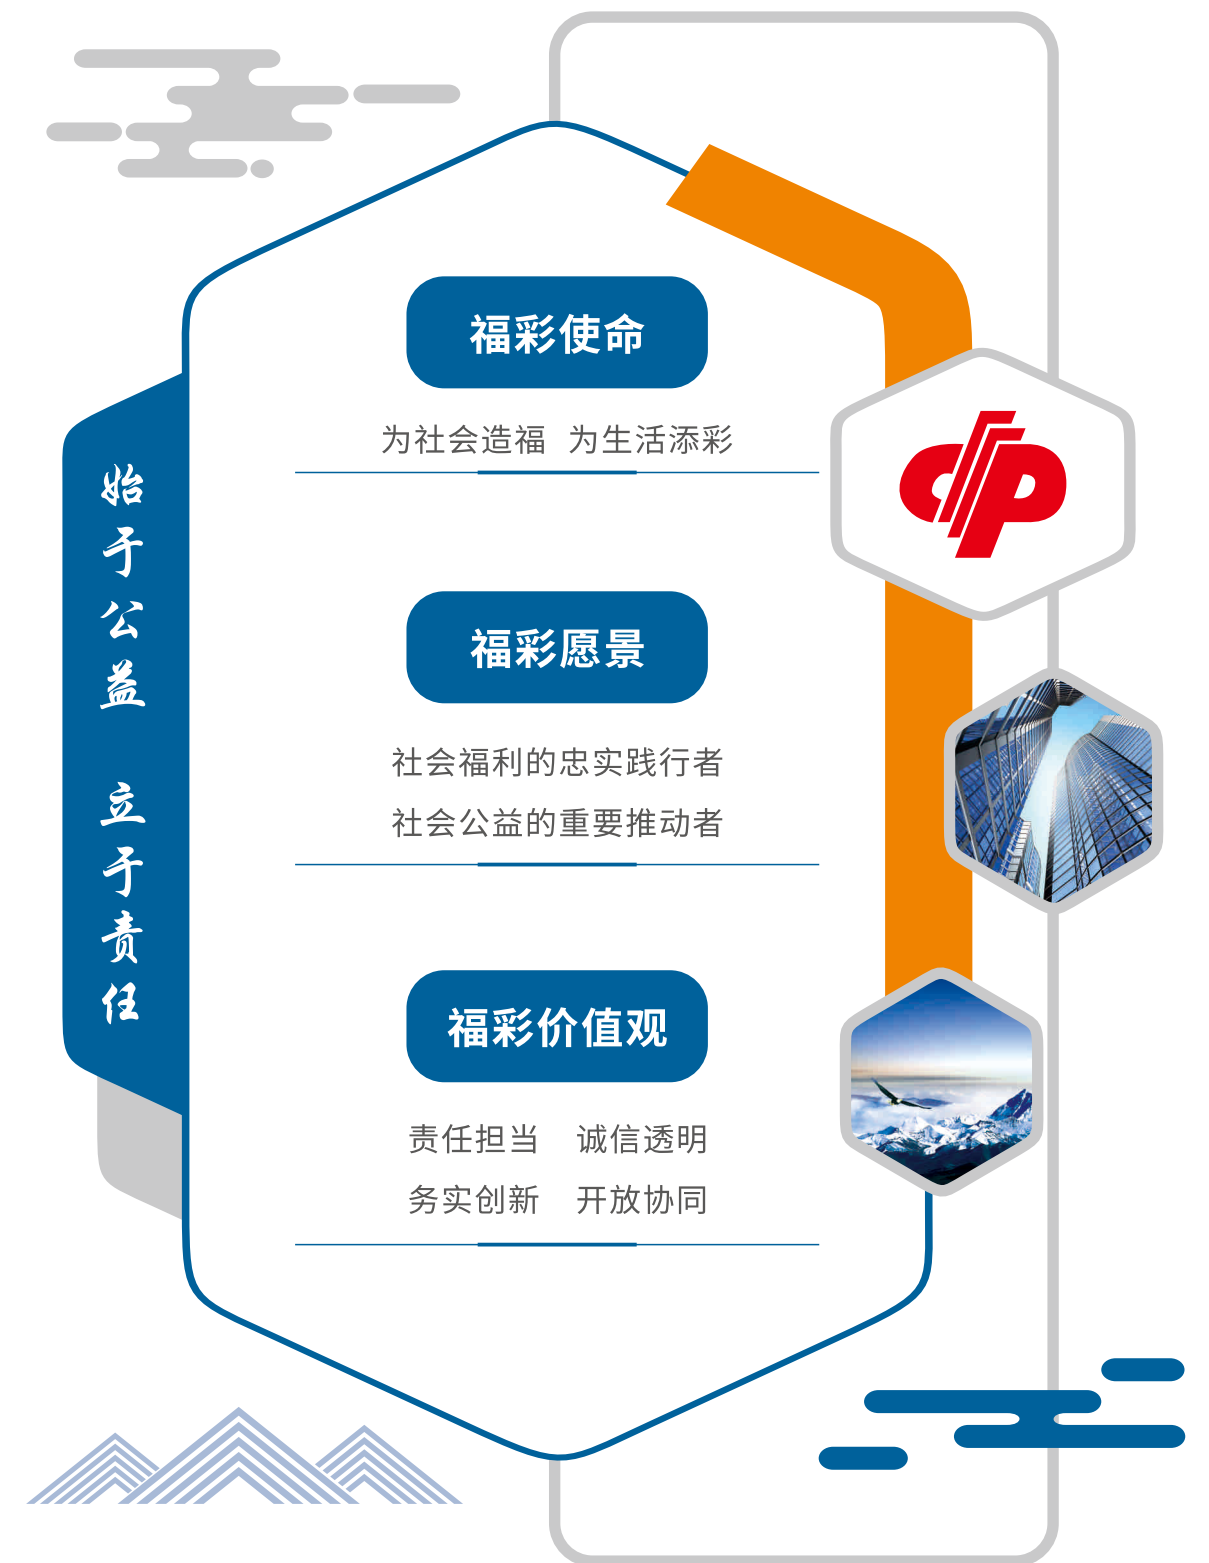 始于公益 立于责任
福彩使命
为社会造福 为生活添彩
福彩愿景
社会福利的忠实践行者
社会公益的重要推动者
福彩价值观
责任担当 诚信透明
务实创新 开放协同